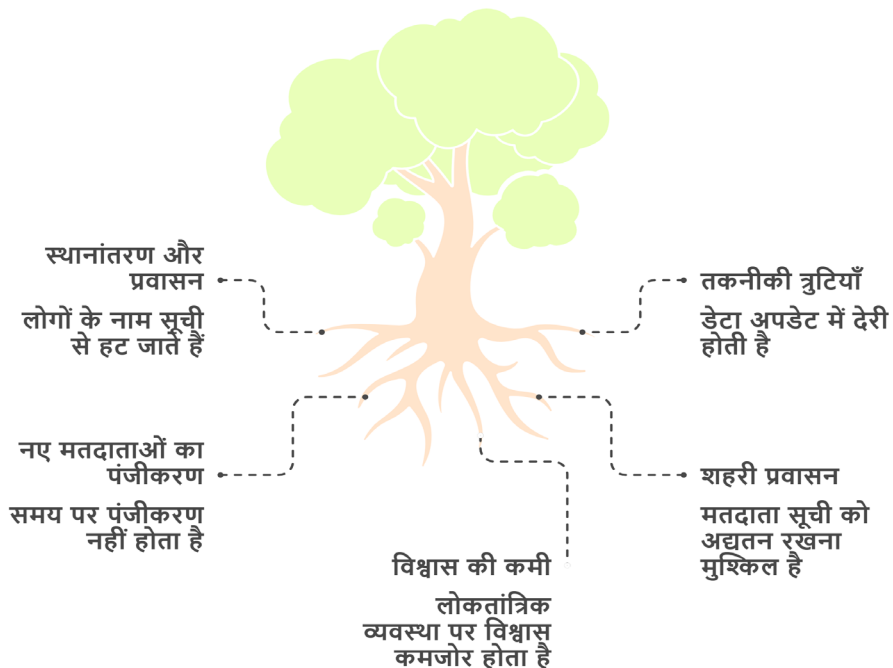 स्थानांतरण और
प्रवासन
लोगों के नाम सूची
से हट जाते हैं
तकनीकी त्रुटियाँ
डेटा अपडेट में देरी
होती है
नए मतदाताओं का
पंजीकरण
समय पर पंजीकरण
नहीं होता है
शहरी प्रवासन
मतदाता सूची को
अद्यतन रखना
मुश्किल है
विश्वास की कमी
लोकतांत्रिक
व्यवस्था पर विश्वास
कमजोर होता है